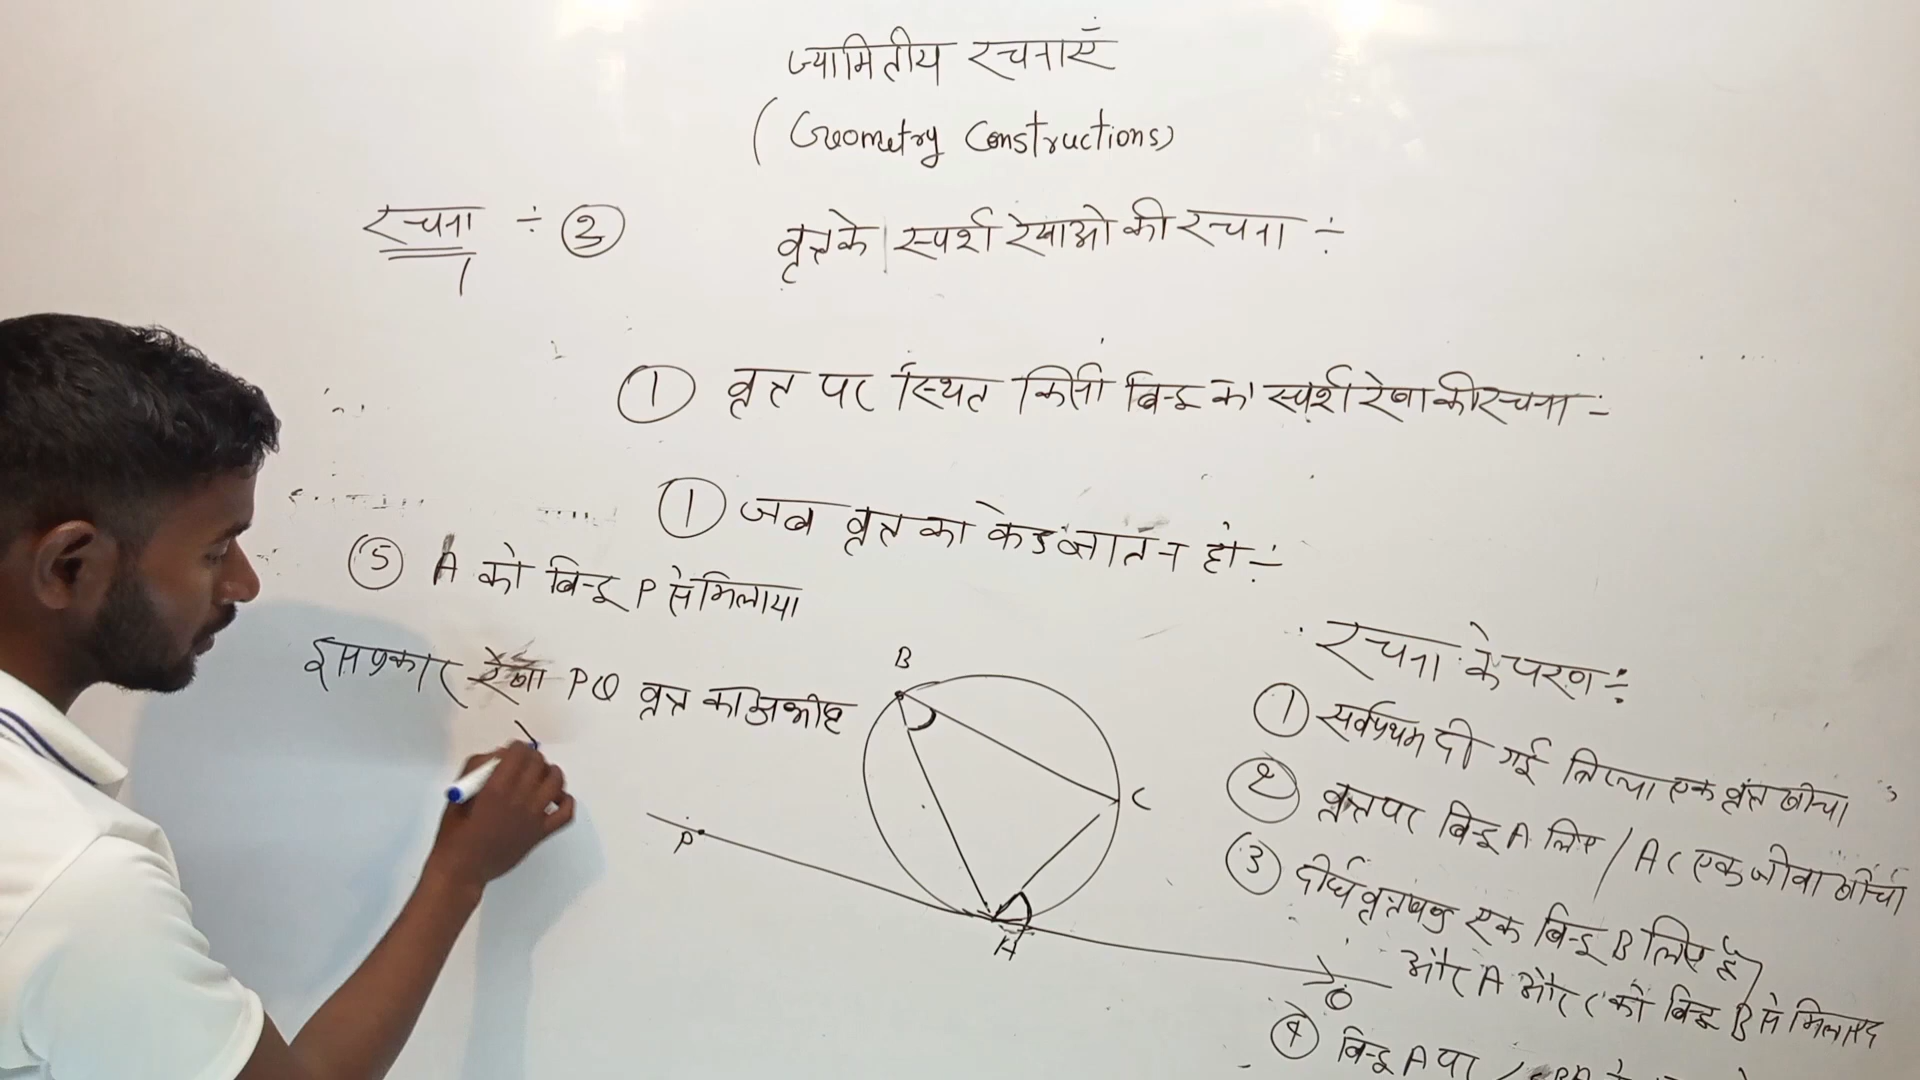 ज्यामितीय रचनाएँ
(Geometry Constructions)
रचना ÷ ②
वृत्त के स्पर्श रेखाओ की रचना ÷
① वृत्त पर स्थित किसी बिन्दू को स्पर्श रेखा की रचना -
① जब वृत्त का केन्द्र ज्ञात न हो ÷
⑤ A को बिन्दू P से मिलाया
इस प्रकार रेखा PQ वृत्त का अभीष्ट
B
C
P
A
Q
रचना के चरण ÷
① सर्वप्रथम दी गई त्रिज्या एक वृत्त खींचा
② वृत्त पर बिन्दू A लिए / AC एक जीवा खींचा
③ दीर्घ वृत्तखण्ड एक बिन्दू B लिए हैं
और A और C को बिन्दू B से मिलाए
④ बिन्दू A पर